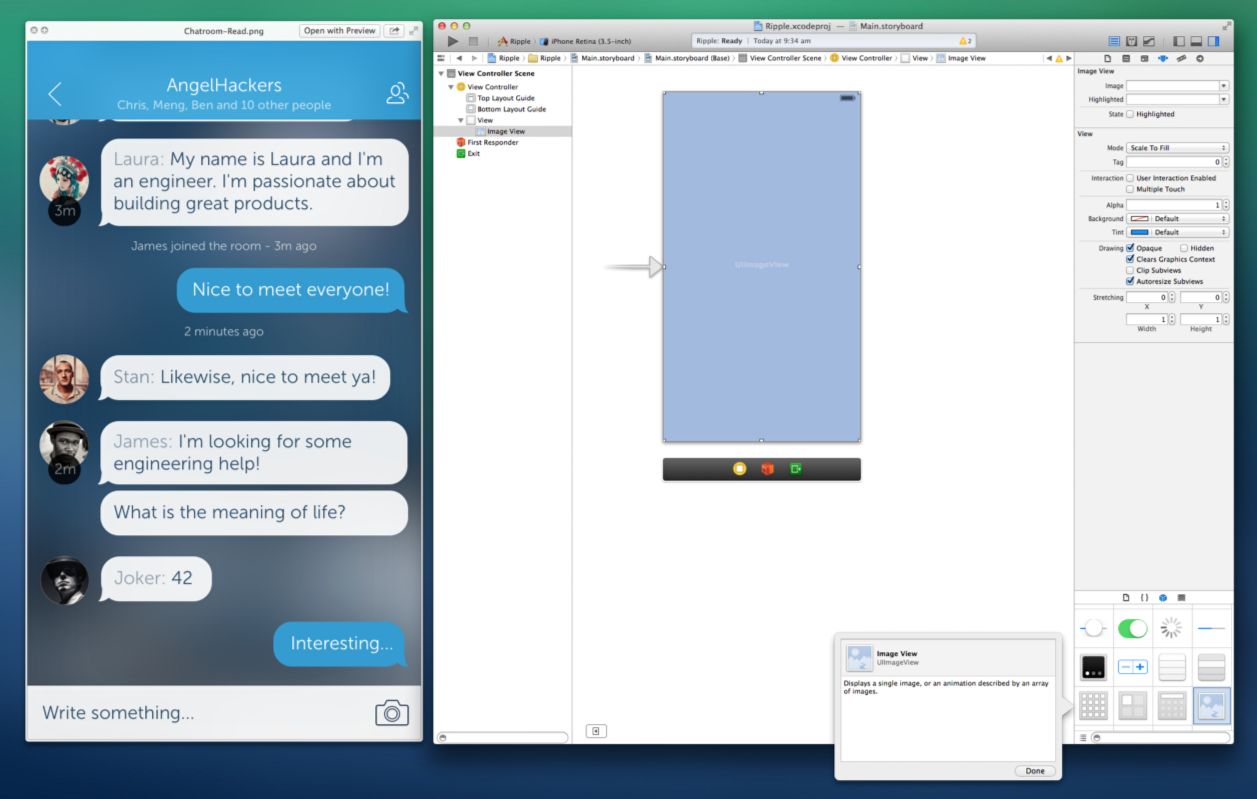 Chatroom-Read.png
Open with Preview
AngelHackers
Chris, Meng, Ben and 10 other people
Laura: My name is Laura and I'm
an engineer. I'm passionate about
building great products.
3m
James joined the room - 3m ago
Nice to meet everyone!
2 minutes ago
Stan: Likewise, nice to meet ya!
James: I'm looking for some
engineering help!
2m
What is the meaning of life?
Joker: 42
Interesting...
Write something...
Ripple.xcodeproj — Main.storyboard
Ripple iPhone Retina (3.5-inch)
Ripple: Ready | Today at 9:34 am
2
Ripple Ripple Main.storyboard Main.storyboard (Base) View Controller Scene View Controller View Image View
View Controller Scene
View Controller
Top Layout Guide
Bottom Layout Guide
View
Image View
First Responder
Exit
UIImageView
Image View
Image
Highlighted
State Highlighted
View
Mode Scale To Fill
Tag 0
Interaction User Interaction Enabled
Multiple Touch
Alpha 1
Background Default
Tint Default
Drawing Opaque Hidden
Clears Graphics Context
Clip Subviews
Autoresize Subviews
Stretching 0 0
X Y
1 1
Width Height
{ }
Image View
UIImageView
Displays a single image, or an animation described by an array
of images.
Done